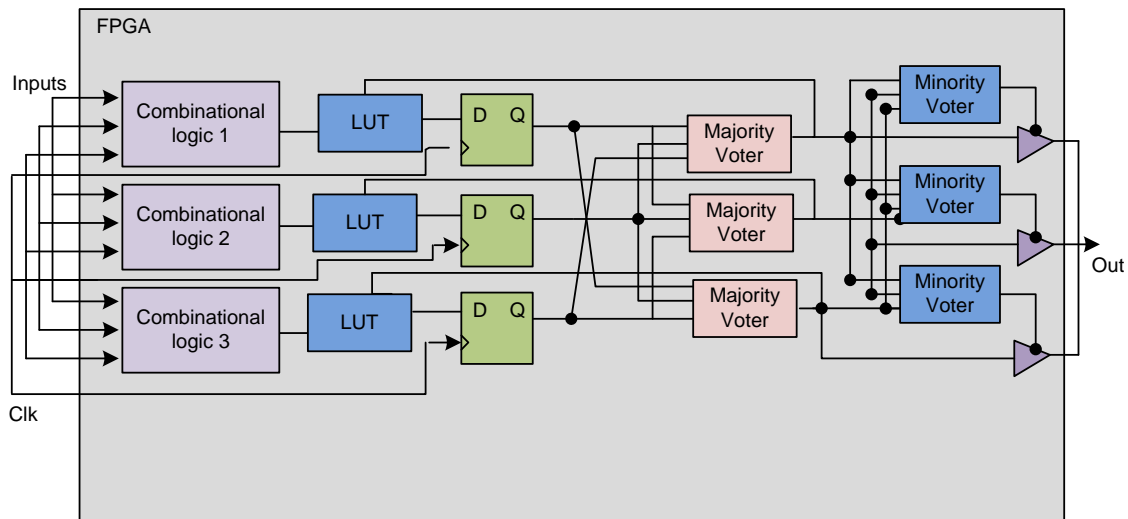 FPGA
Inputs
Combinational
logic 1
LUT
D Q
Majority
Voter
Minority
Voter
Combinational
logic 2
LUT
D Q
Majority
Voter
Minority
Voter
Out
Combinational
logic 3
LUT
D Q
Majority
Voter
Minority
Voter
Clk